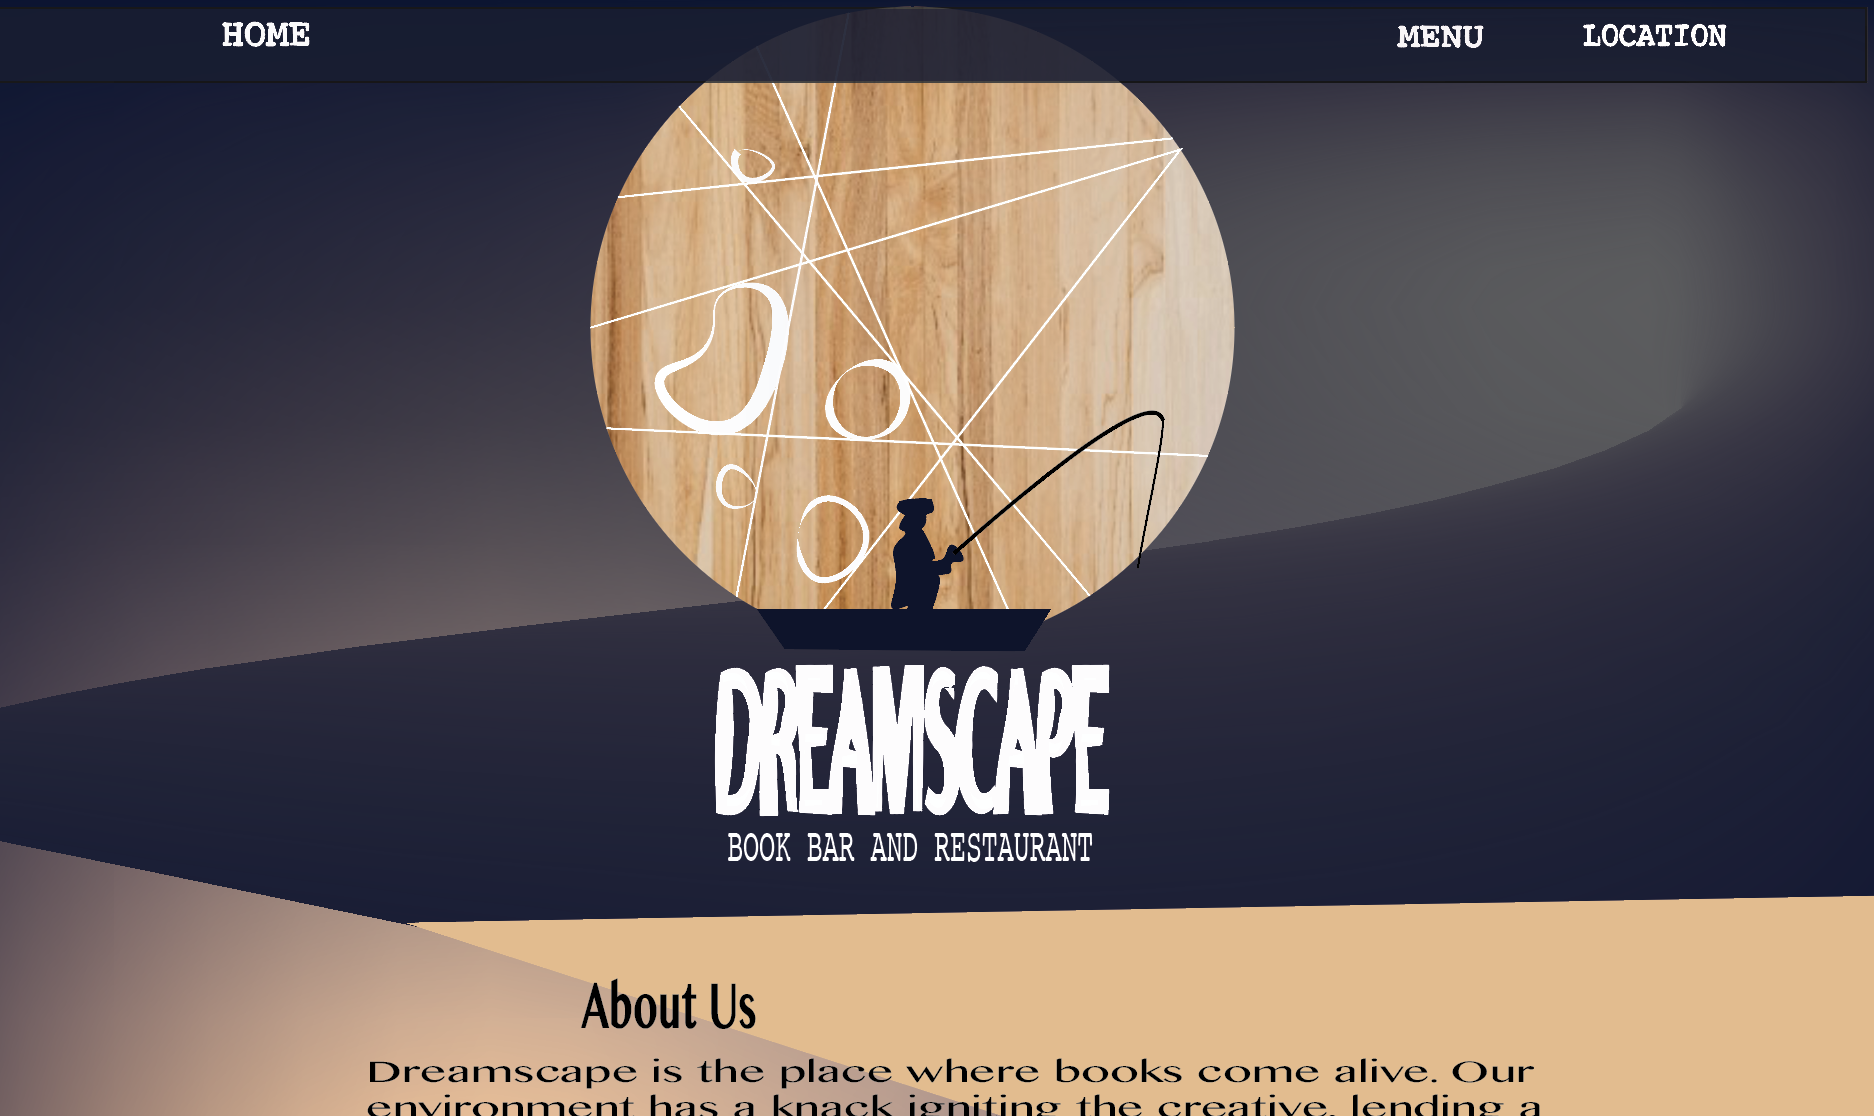 HOME MENU LOCATION
DREAMSCAPE
BOOK BAR AND RESTAURANT
About Us
Dreamscape is the place where books come alive. Our
environment has a knack igniting the creative, lending a